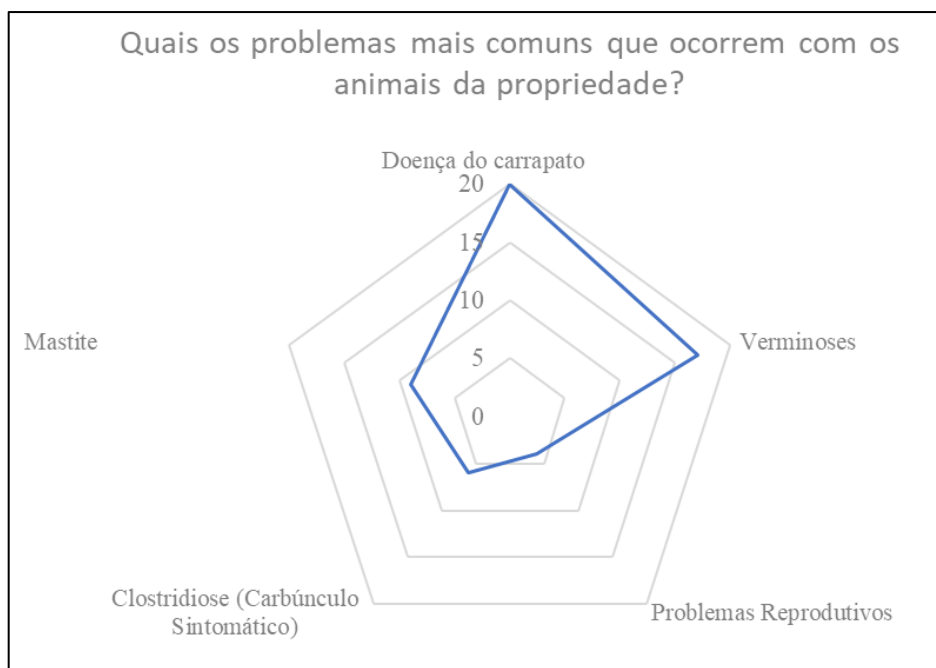 Quais os problemas mais comuns que ocorrem com os
animais da propriedade?
Doença do carrapato
20
15
10
5
0
Mastite
Verminoses
Clostridiose (Carbúnculo
Sintomático)
Problemas Reprodutivos